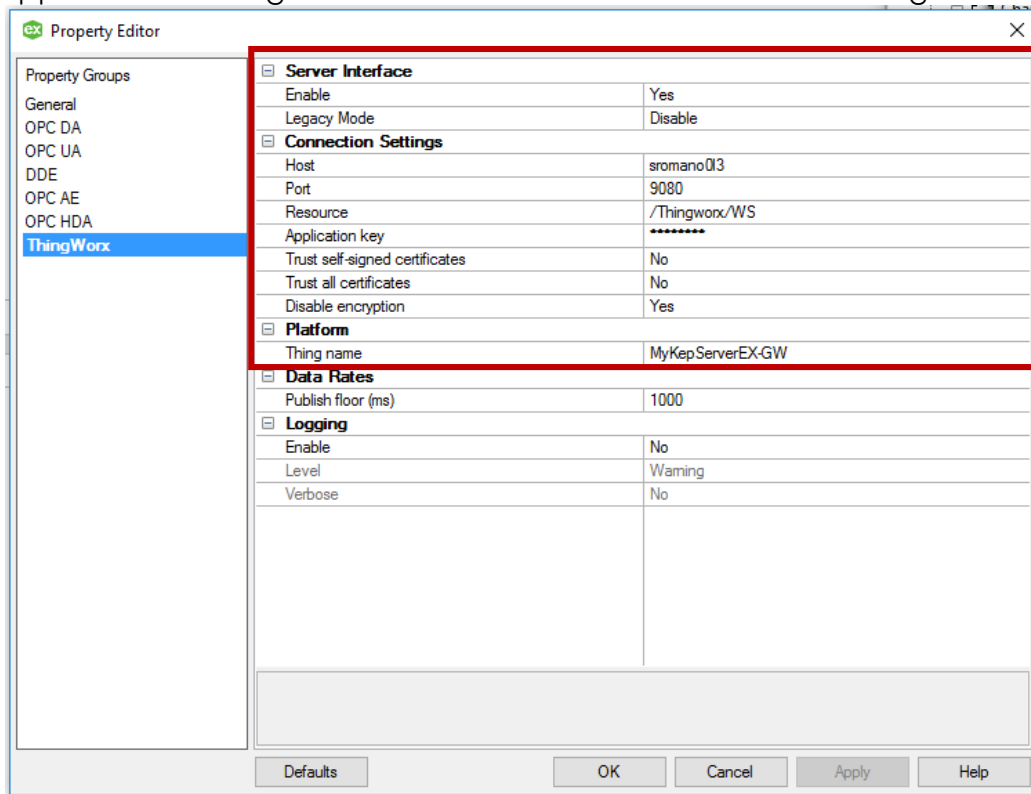 ex Property Editor
Property Groups
General
OPC DA
OPC UA
DDE
OPC AE
OPC HDA
ThingWorx
Server Interface
Enable Yes
Legacy Mode Disable
Connection Settings
Host sromano0l3
Port 9080
Resource /Thingworx/WS
Application key ********
Trust self-signed certificates No
Trust all certificates No
Disable encryption Yes
Platform
Thing name MyKepServerEX-GW
Data Rates
Publish floor (ms) 1000
Logging
Enable No
Level Warning
Verbose No
Defaults OK Cancel Apply Help